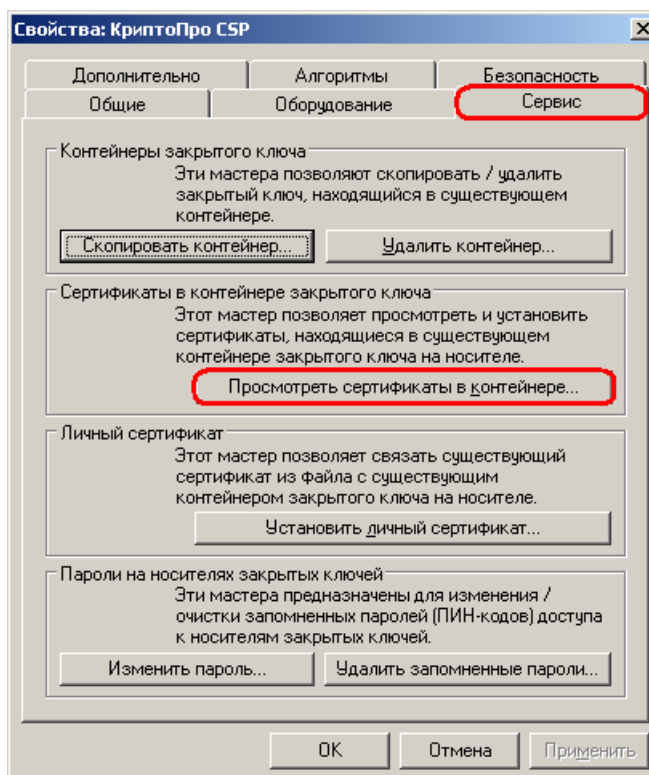 Свойства: КриптоПро CSP
Дополнительно Алгоритмы Безопасность
Общие Оборудование Сервис
Контейнеры закрытого ключа
Эти мастера позволяют скопировать / удалить
закрытый ключ, находящийся в существующем
контейнере.
Скопировать контейнер... Удалить контейнер...
Сертификаты в контейнере закрытого ключа
Этот мастер позволяет просмотреть и установить
сертификаты, находящиеся в существующем
контейнере закрытого ключа на носителе.
Просмотреть сертификаты в контейнере...
Личный сертификат
Этот мастер позволяет связать существующий
сертификат из файла с существующим
контейнером закрытого ключа на носителе.
Установить личный сертификат...
Пароли на носителях закрытых ключей
Эти мастера предназначены для изменения /
очистки запомненных паролей (ПИН-кодов) доступа
к носителям закрытых ключей.
Изменить пароль... Удалить запомненные пароли...
OK Отмена Применить